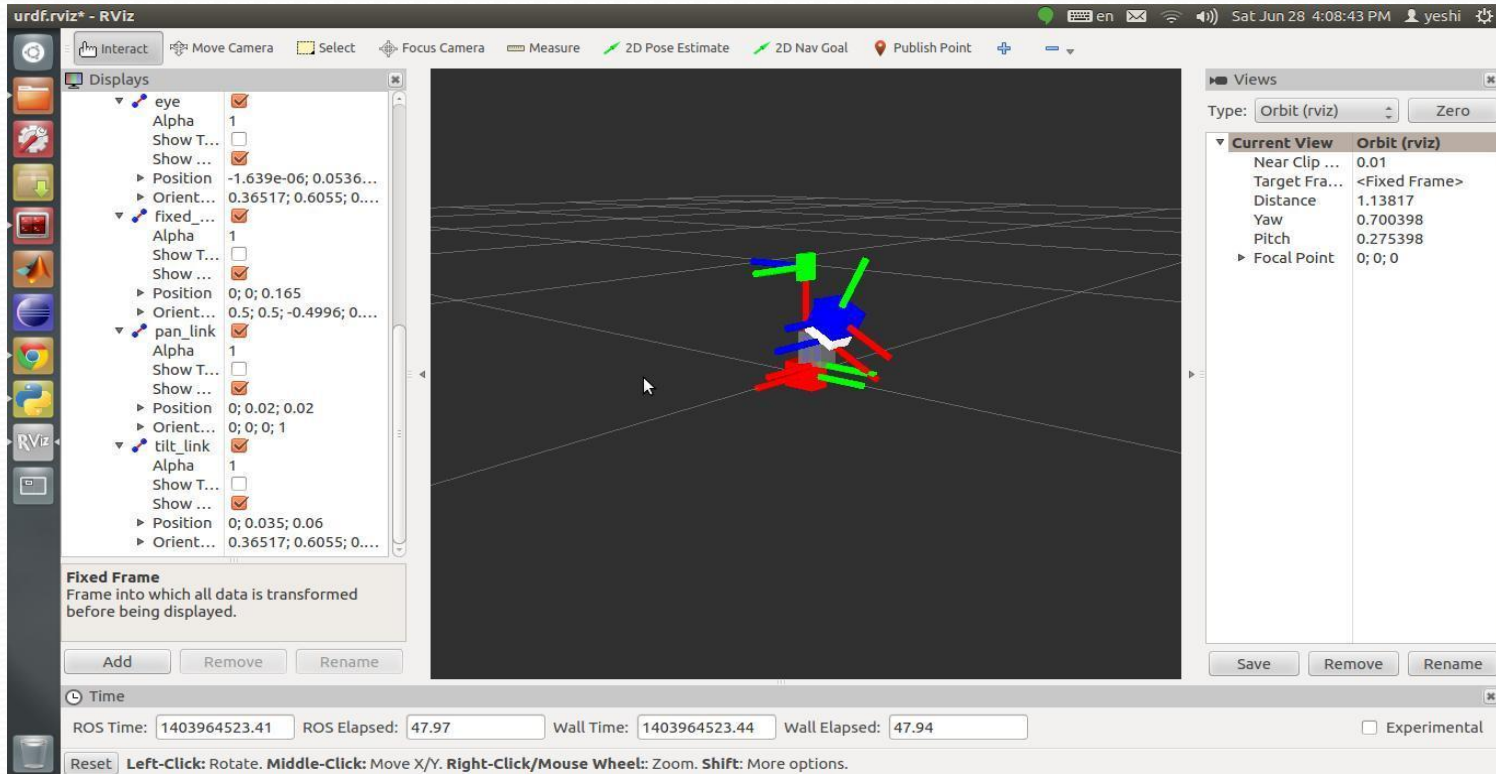 urdf.rviz* - RViz
en Sat Jun 28 4:08:43 PM yeshi
Interact Move Camera Select Focus Camera Measure 2D Pose Estimate 2D Nav Goal Publish Point
Displays
eye
Alpha 1
Show T...
Show ...
Position -1.639e-06; 0.0536...
Orient... 0.36517; 0.6055; 0....
fixed_...
Alpha 1
Show T...
Show ...
Position 0; 0; 0.165
Orient... 0.5; 0.5; -0.4996; 0....
pan_link
Alpha 1
Show T...
Show ...
Position 0; 0.02; 0.02
Orient... 0; 0; 0; 1
tilt_link
Alpha 1
Show T...
Show ...
Position 0; 0.035; 0.06
Orient... 0.36517; 0.6055; 0....
Fixed Frame
Frame into which all data is transformed
before being displayed.
Add Remove Rename
Views
Type: Orbit (rviz) Zero
Current View Orbit (rviz)
Near Clip ... 0.01
Target Fra... <Fixed Frame>
Distance 1.13817
Yaw 0.700398
Pitch 0.275398
Focal Point 0; 0; 0
Save Remove Rename
RViz
Time
ROS Time: 1403964523.41 ROS Elapsed: 47.97 Wall Time: 1403964523.44 Wall Elapsed: 47.94 Experimental
Reset Left-Click: Rotate. Middle-Click: Move X/Y. Right-Click/Mouse Wheel:: Zoom. Shift: More options.